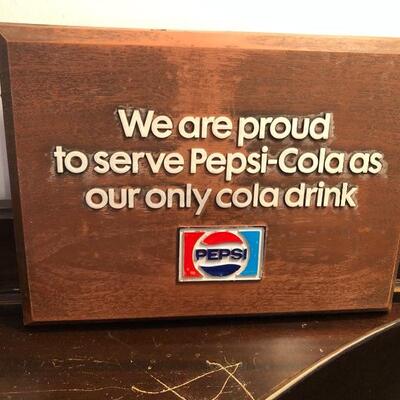 We are proud
to serve Pepsi-Cola as
our only cola drink
PEPSI